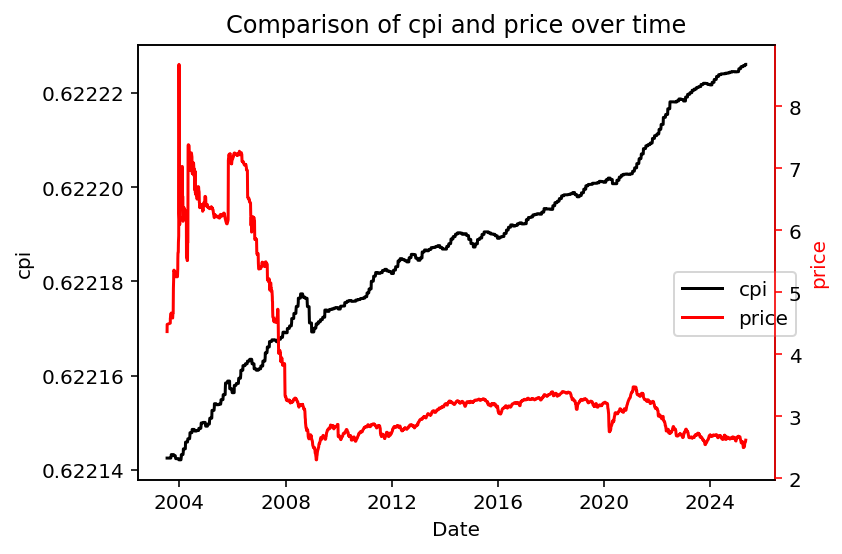 Comparison of cpi and price over time
0.62222
0.62220
0.62218
0.62216
0.62214
cpi
8
7
6
5
4
3
2
price
cpi
price
2004 2008 2012 2016 2020 2024
Date